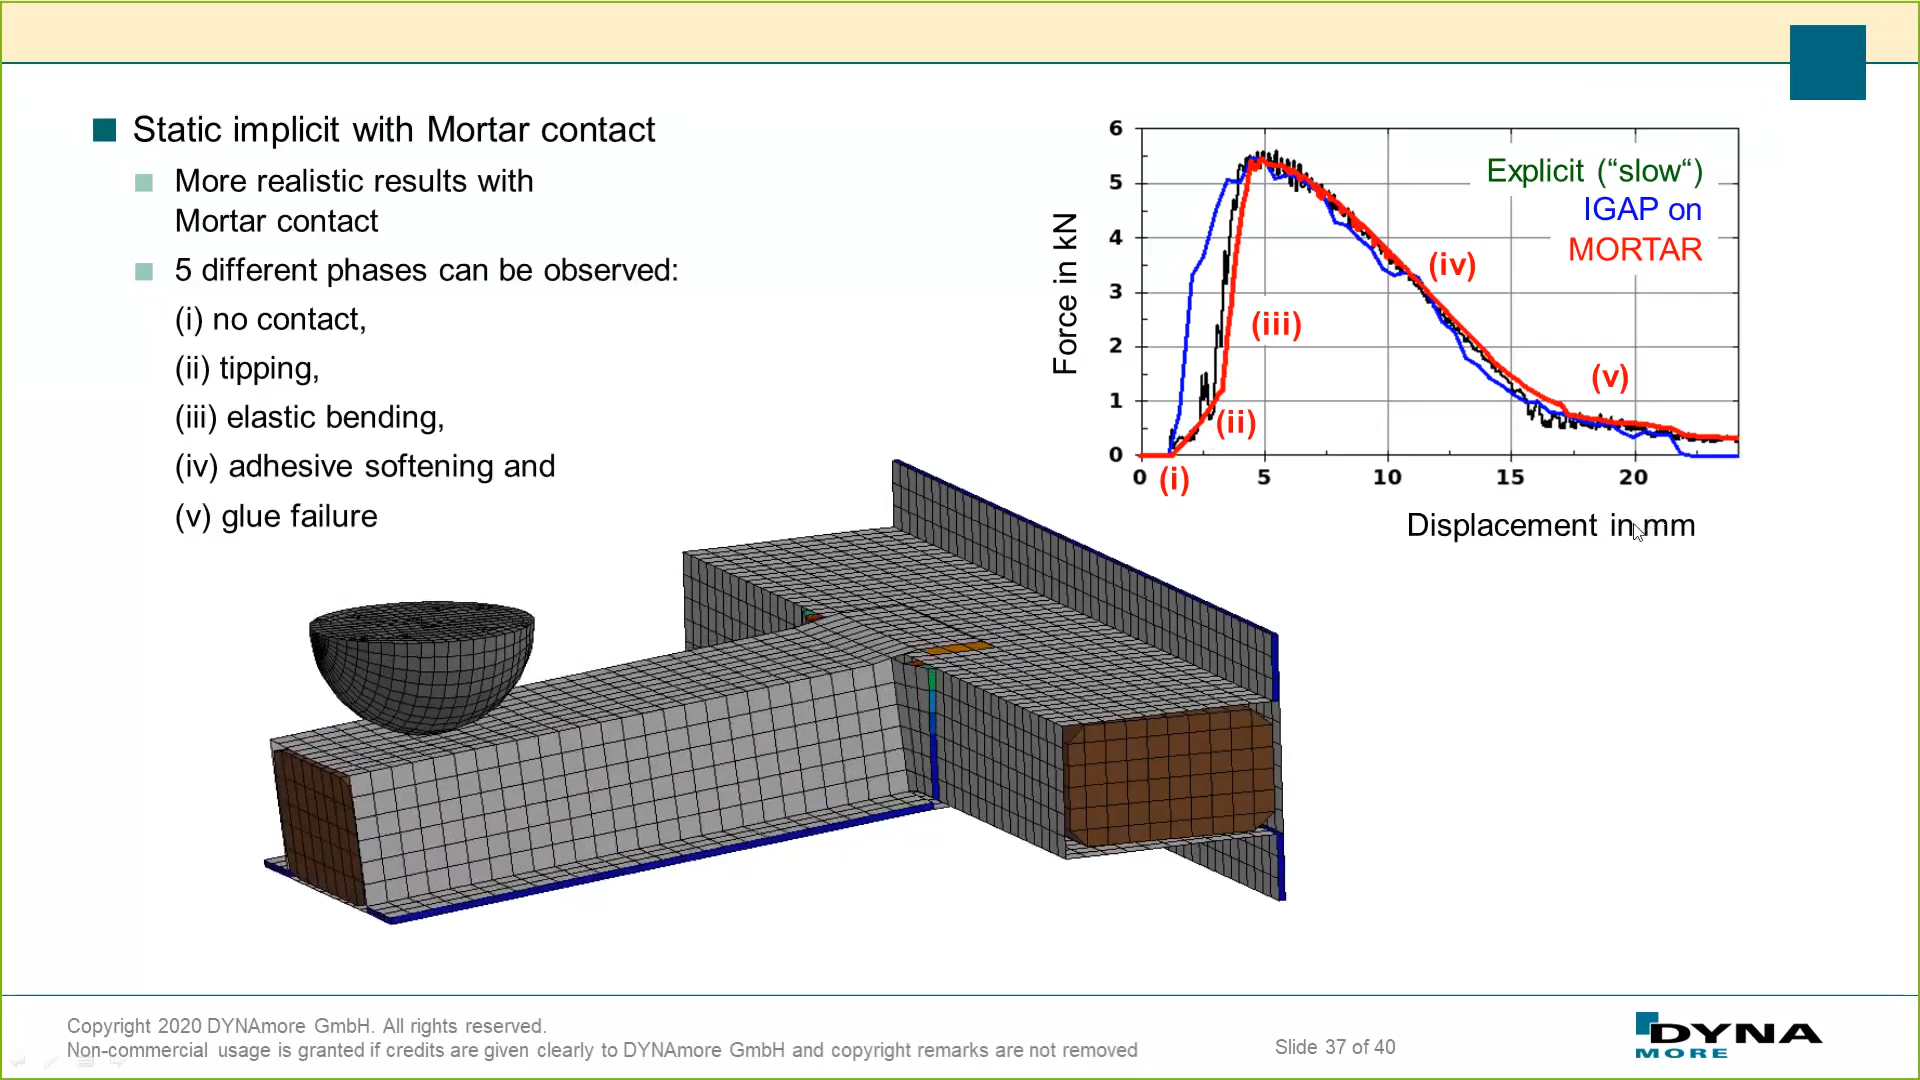 Static implicit with Mortar contact
More realistic results with
Mortar contact
5 different phases can be observed:
(i) no contact,
(ii) tipping,
(iii) elastic bending,
(iv) adhesive softening and
(v) glue failure
6
5
4
3
2
1
0
Force in kN
Explicit (“slow“)
IGAP on
MORTAR
(iv)
(iii)
(v)
(ii)
(i)
0
5
10
15
20
Displacement in mm
Copyright 2020 DYNAmore GmbH. All rights reserved.
Non-commercial usage is granted if credits are given clearly to DYNAmore GmbH and copyright remarks are not removed
Slide 37 of 40
DYNA
MORE